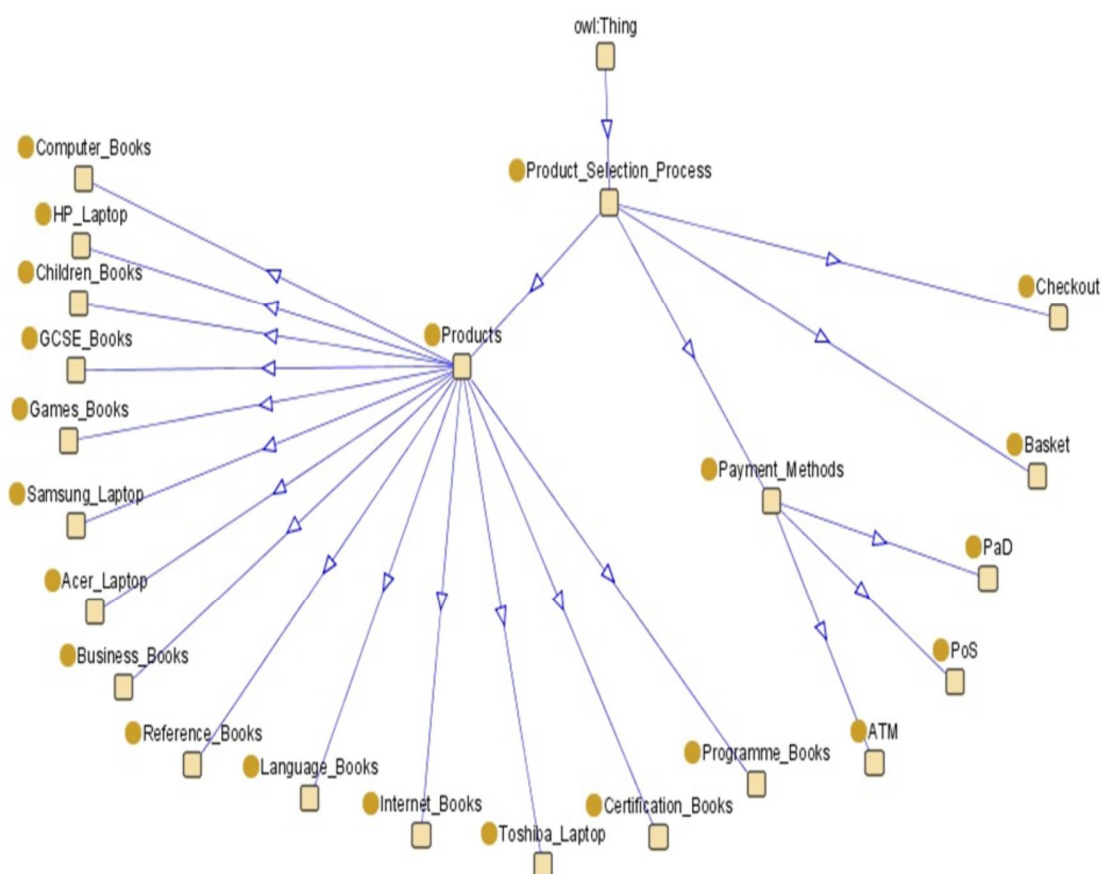 owl:Thing
Computer_Books
Product_Selection_Process
HP_Laptop
Children_Books
Checkout
GCSE_Books
Products
Games_Books
Basket
Payment_Methods
Samsung_Laptop
PaD
Acer_Laptop
Business_Books
PoS
Reference_Books
ATM
Language_Books
Programme_Books
Internet_Books
Certification_Books
Toshiba_Laptop